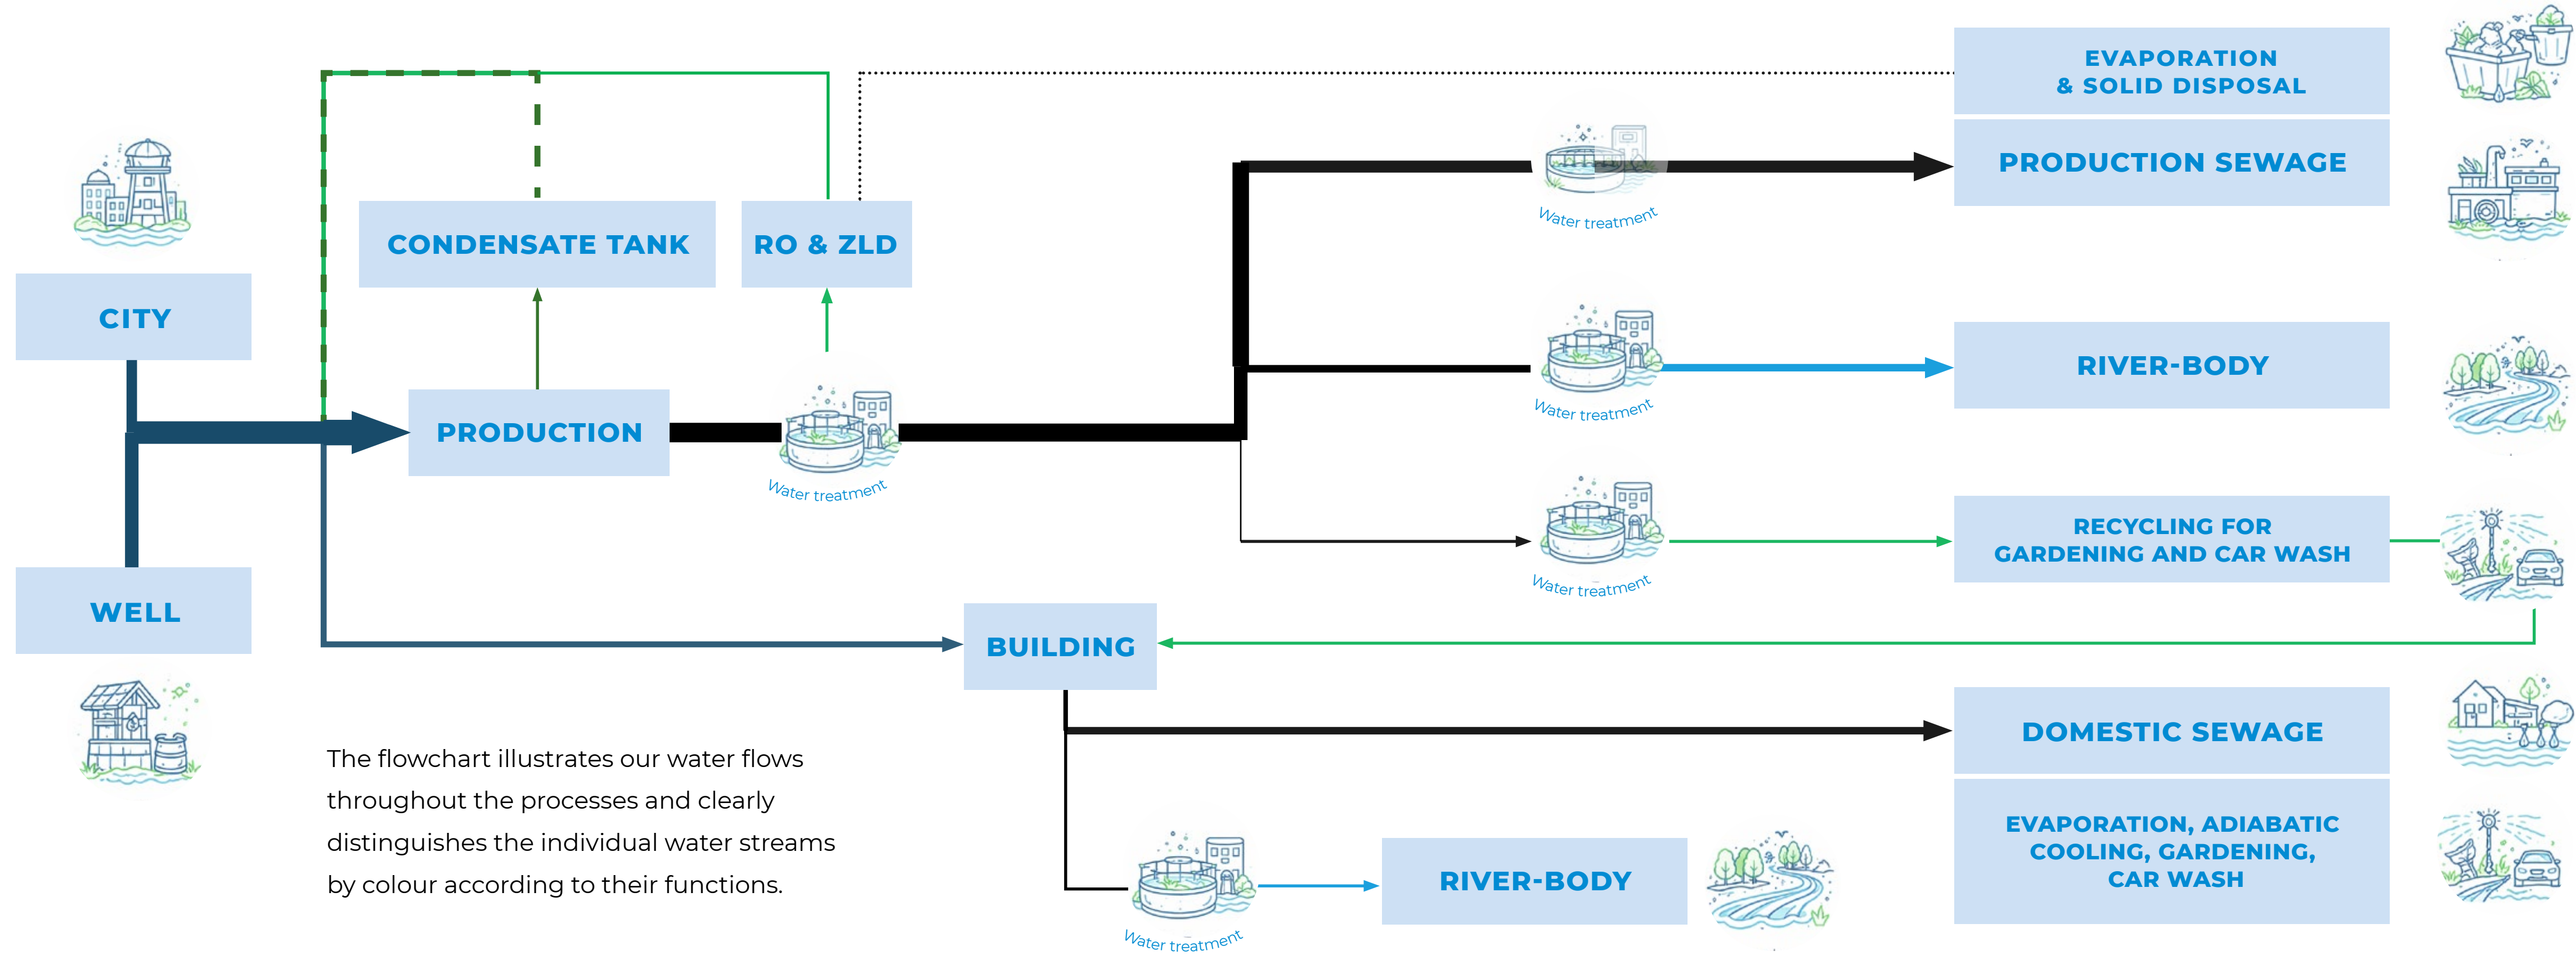 EVAPORATION
& SOLID DISPOSAL
PRODUCTION SEWAGE
Water treatment
CONDENSATE TANK
RO & ZLD
CITY
RIVER-BODY
Water treatment
PRODUCTION
Water treatment
RECYCLING FOR
GARDENING AND CAR WASH
Water treatment
WELL
BUILDING
DOMESTIC SEWAGE
The flowchart illustrates our water flows
throughout the processes and clearly
distinguishes the individual water streams
by colour according to their functions.
EVAPORATION, ADIABATIC
COOLING, GARDENING,
CAR WASH
RIVER-BODY
Water treatment